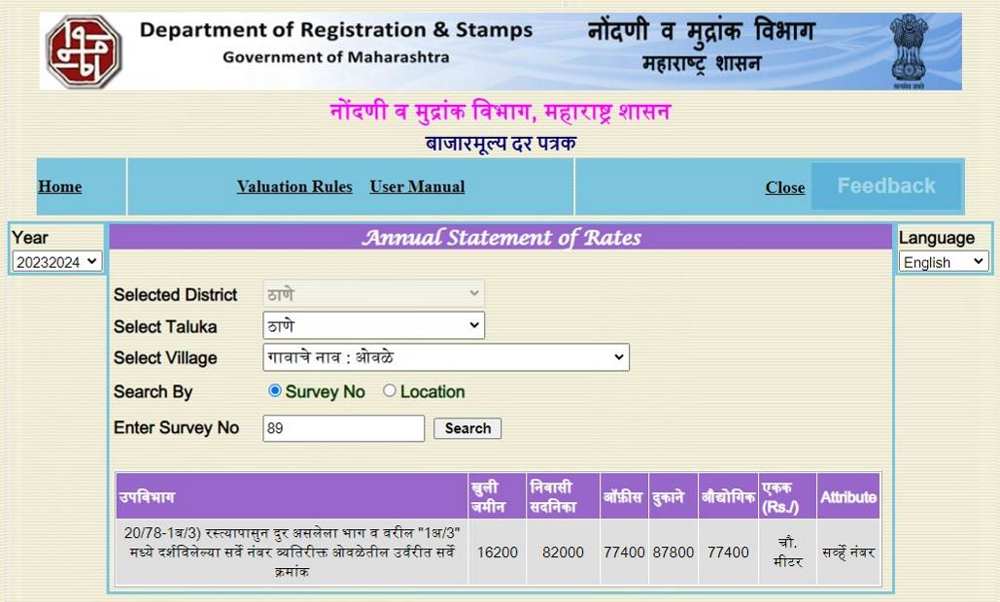 Department of Registration & Stamps
Government of Maharashtra
नोंदणी व मुद्रांक विभाग
महाराष्ट्र शासन
नोंदणी व मुद्रांक विभाग, महाराष्ट्र शासन
बाजारमूल्य दर पत्रक
Home Valuation Rules User Manual Close Feedback
Year
20232024
Annual Statement of Rates
Language
English
Selected District ठाणे
Select Taluka ठाणे
Select Village गावाचे नाव : ओवळे
Search By Survey No Location
Enter Survey No 89 Search
उपविभाग खुली जमीन निवासी सदनिका ऑफ़ीस दुकाने औद्योगिक एकक (Rs./) Attribute
20/78-1ब/3) रस्त्यापासुन दुर असलेला भाग व वरील "1अ/3"
मध्ये दर्शविलेल्या सर्वे नंबर व्यतिरीक्त ओवळेतील उर्वरीत सर्वे
क्रमांक
16200 82000 77400 87800 77400 चौ. मीटर सर्व्हे नंबर